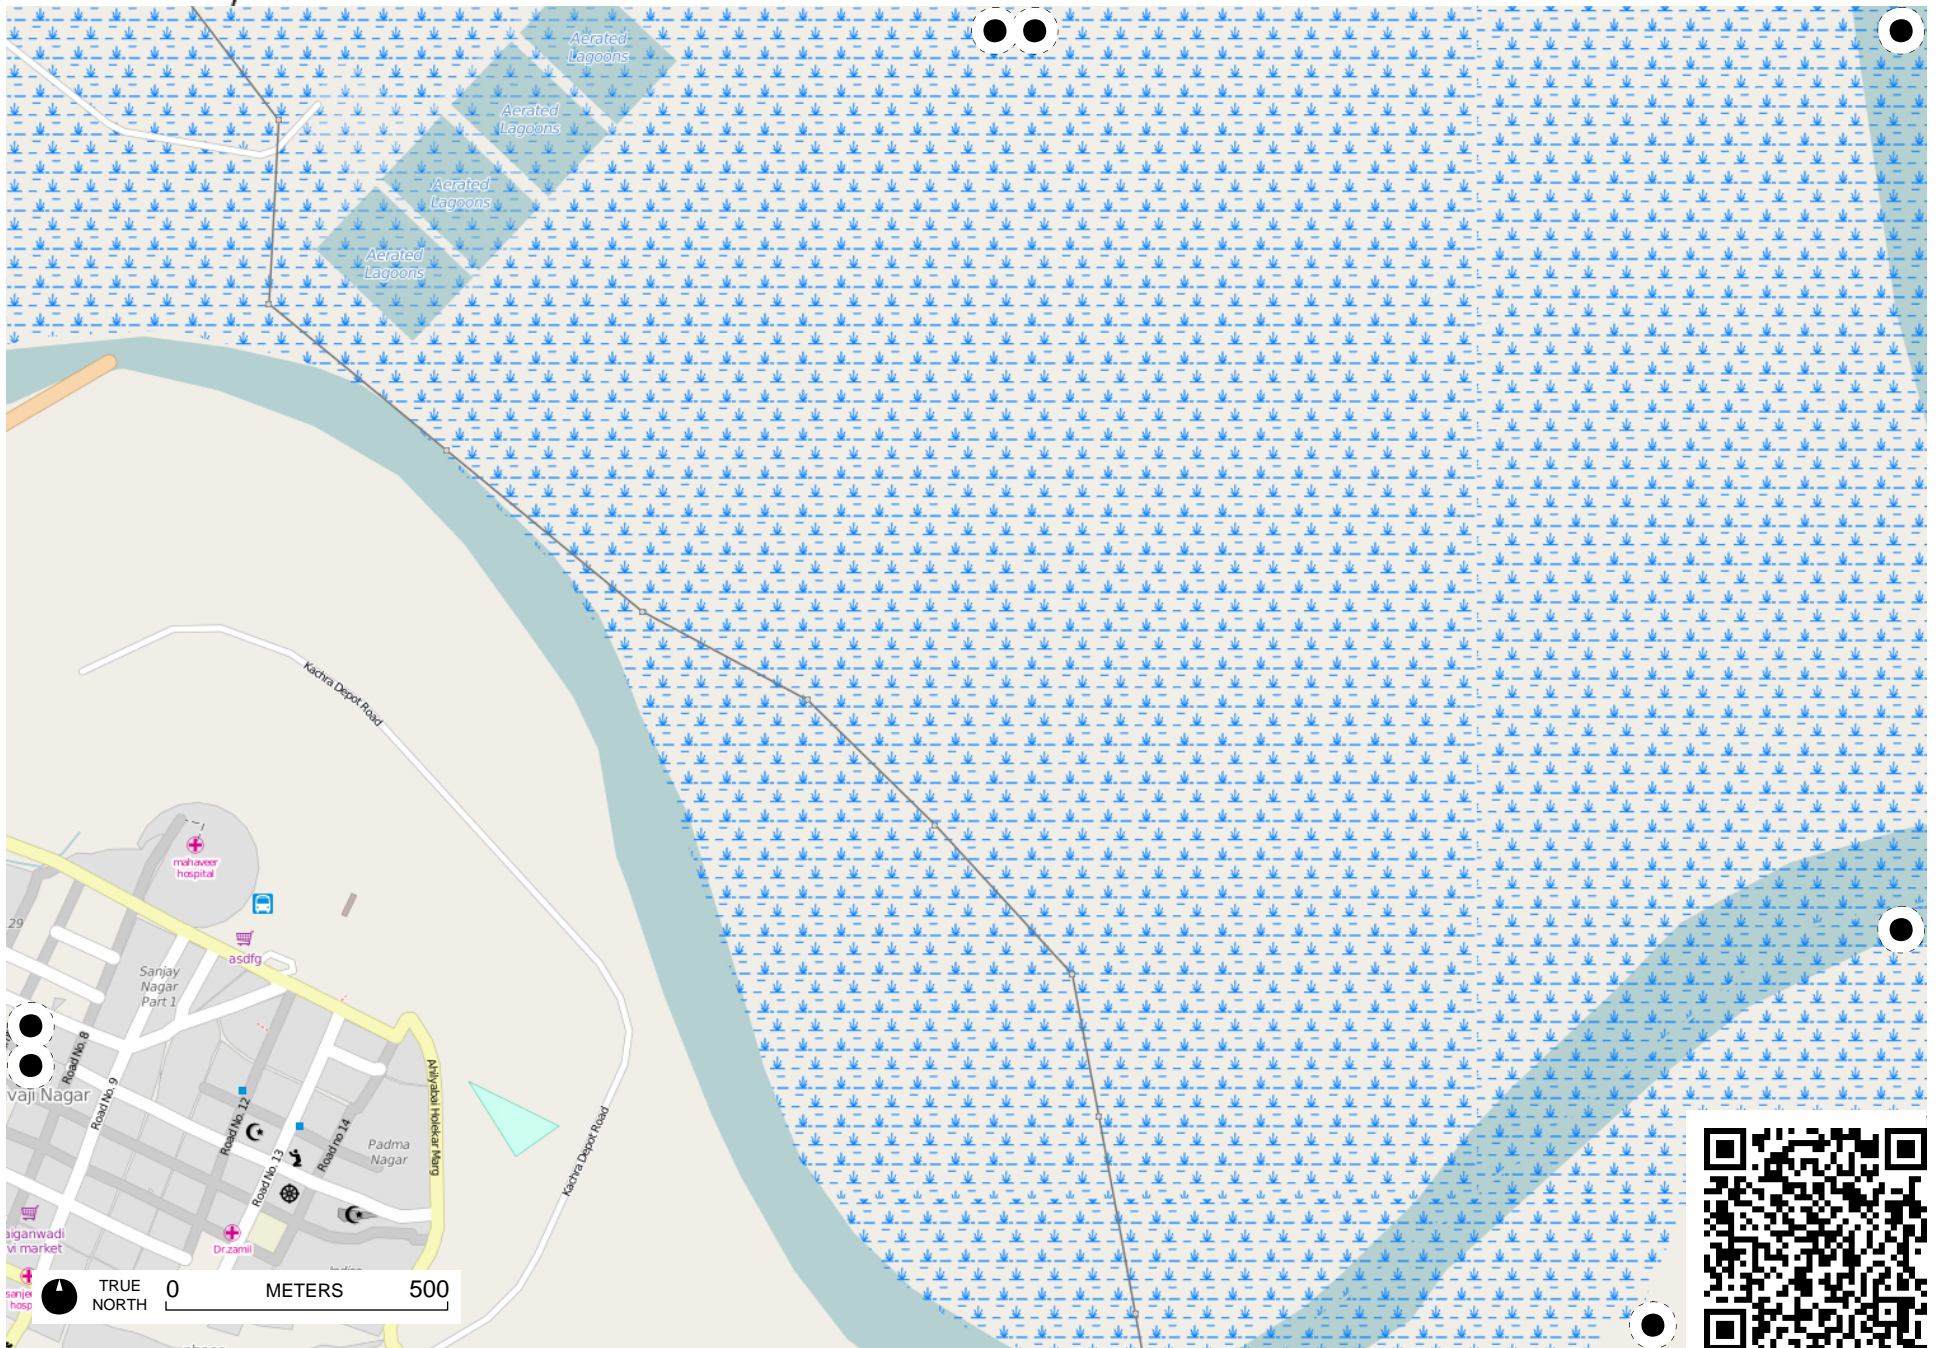 Aerated
Lagoons
Aerated
Lagoons
Aerated
Lagoons
Aerated
Lagoons
Kachra Depot Road
mahaveer
hospital
29
asdfg
Sanjay
Nagar
Part 1
Road No. 8
vaji Nagar
Road No. 9
Road No. 12
Road No. 13
Road no 14
Padma
Nagar
Ahilyabai Holekar Marg
Kachra Depot Road
aiganwadi
vi market
Dr.zamil
sanje
hosp
TRUE
NORTH
0 METERS 500